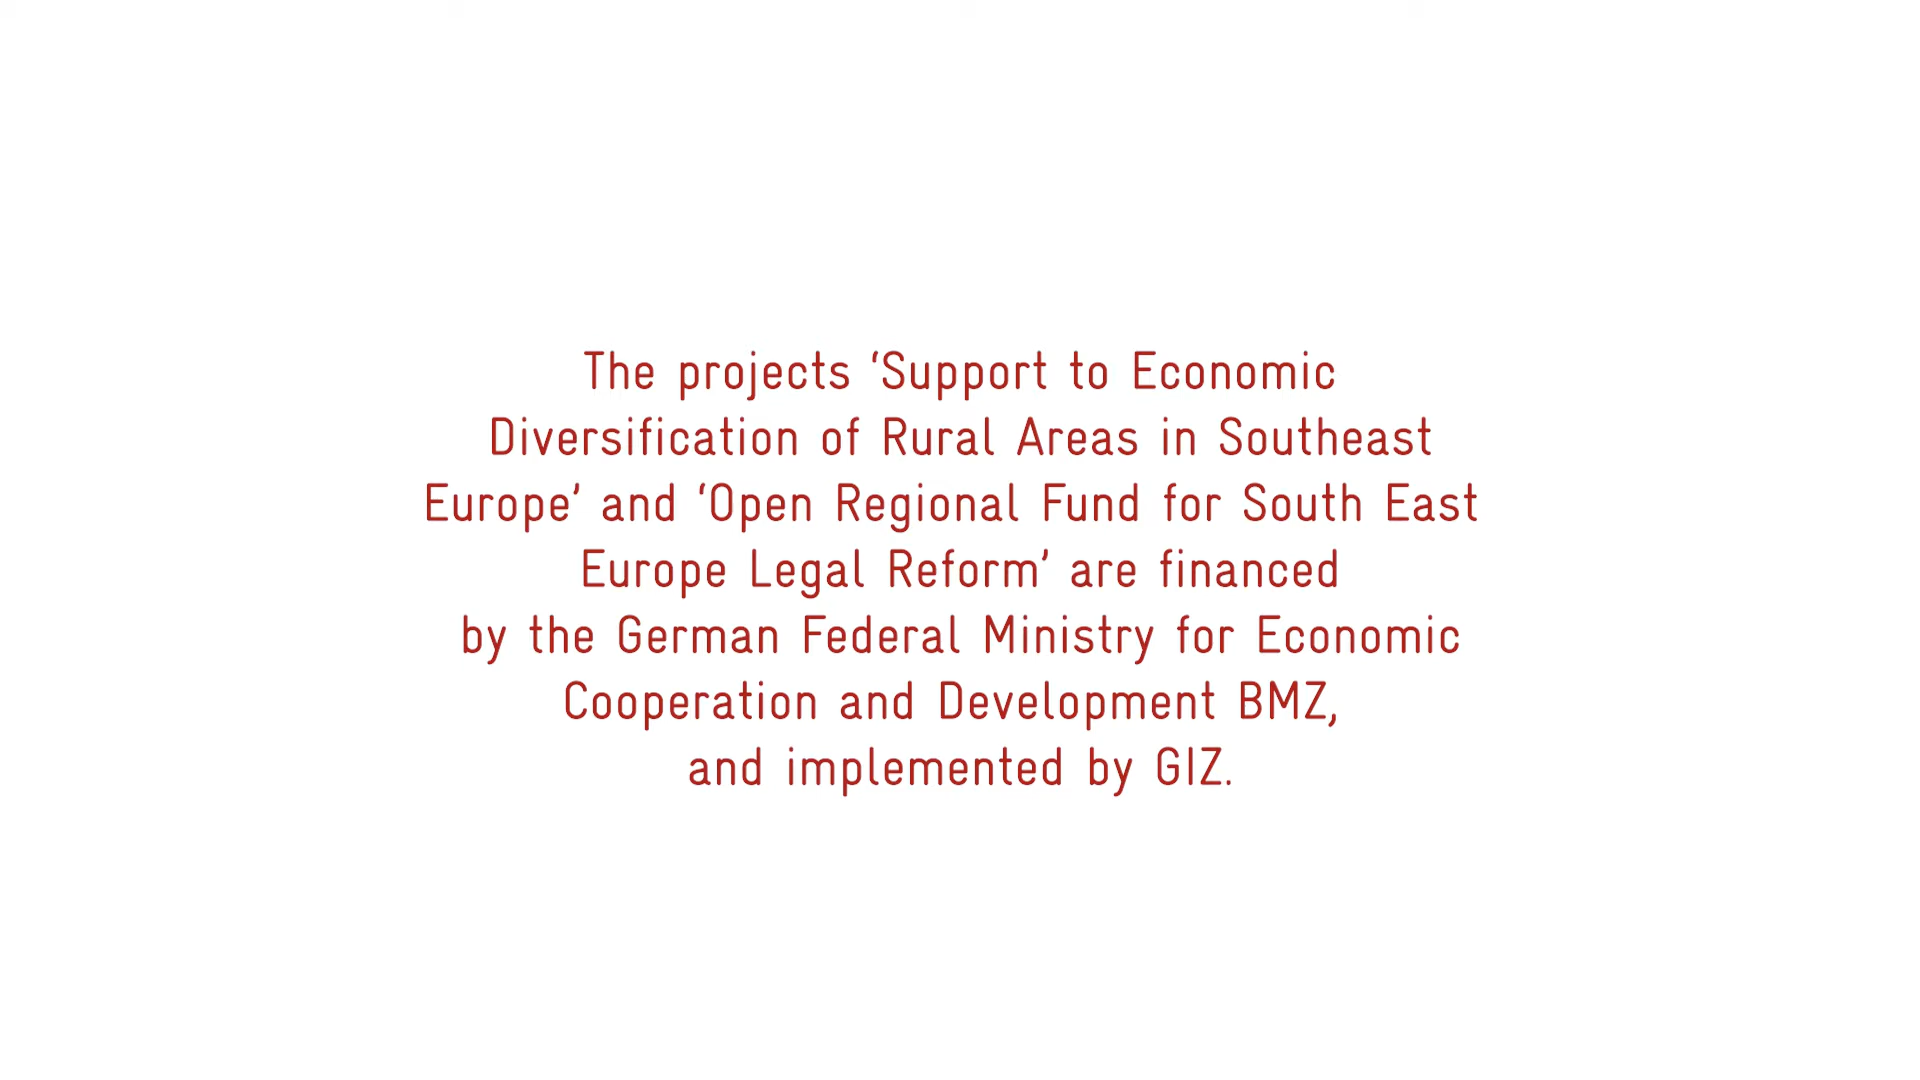 The projects ‘Support to Economic
Diversification of Rural Areas in Southeast
Europe’ and ‘Open Regional Fund for South East
Europe Legal Reform’ are financed
by the German Federal Ministry for Economic
Cooperation and Development BMZ,
and implemented by GIZ.